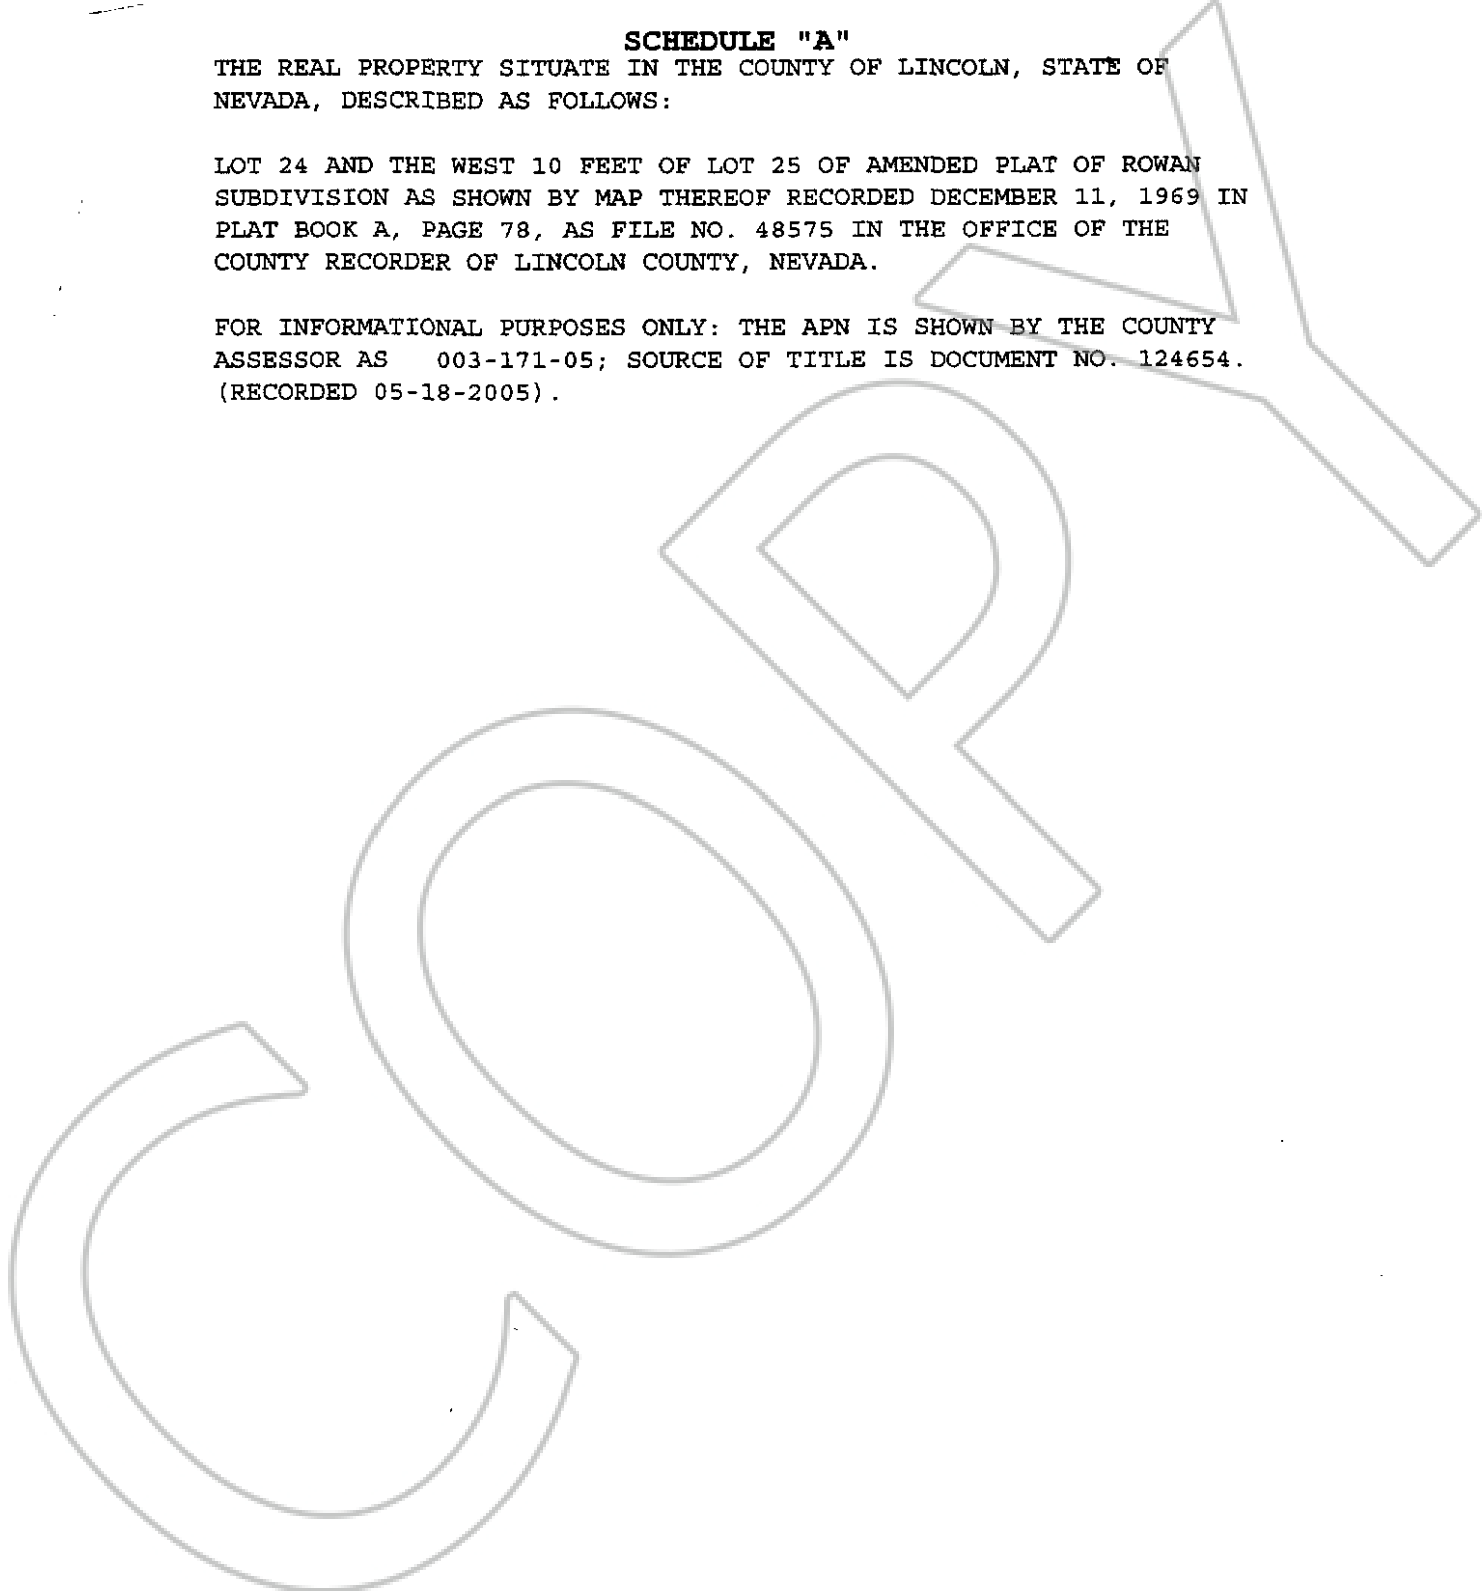 SCHEDULE "A"
THE REAL PROPERTY SITUATE IN THE COUNTY OF LINCOLN, STATE OF
NEVADA, DESCRIBED AS FOLLOWS:
LOT 24 AND THE WEST 10 FEET OF LOT 25 OF AMENDED PLAT OF ROWAN
SUBDIVISION AS SHOWN BY MAP THEREOF RECORDED DECEMBER 11, 1969 IN
PLAT BOOK A, PAGE 78, AS FILE NO. 48575 IN THE OFFICE OF THE
COUNTY RECORDER OF LINCOLN COUNTY, NEVADA.
FOR INFORMATIONAL PURPOSES ONLY: THE APN IS SHOWN BY THE COUNTY
ASSESSOR AS 003-171-05; SOURCE OF TITLE IS DOCUMENT NO. 124654.
(RECORDED 05-18-2005).
COPY